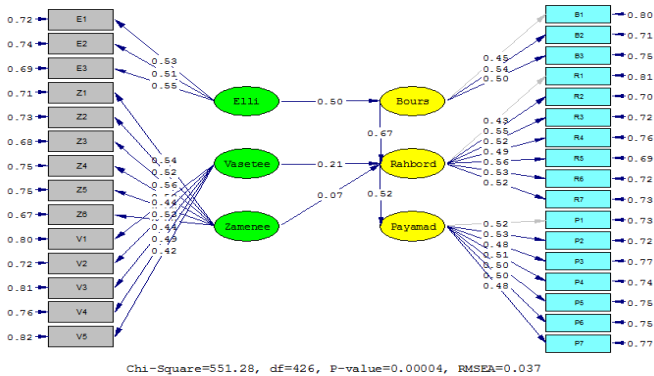 0.72 E1
0.74 E2
0.69 E3
0.71 Z1
0.73 Z2
0.68 Z3
0.75 Z4
0.75 Z5
0.67 Z6
0.80 V1
0.72 V2
0.81 V3
0.76 V4
0.82 V5
0.53
0.51
0.55
0.54
0.52
0.56
0.44
0.53
0.44
0.49
0.42
Elli
Vasetee
Zamenee
0.50
0.21
0.07
Bours
0.67
Rahbord
0.52
Payamad
0.45
0.54
0.50
0.43
0.55
0.52
0.49
0.56
0.53
0.52
0.52
0.53
0.48
0.51
0.50
0.48
B1 0.80
B2 0.71
B3 0.75
R1 0.81
R2 0.70
R3 0.72
R4 0.76
R5 0.69
R6 0.72
R7 0.73
P1 0.73
P2 0.72
P3 0.77
P4 0.74
P5 0.75
P6 0.75
P7 0.77
Chi-Square=551.28, df=426, P-value=0.00004, RMSEA=0.037